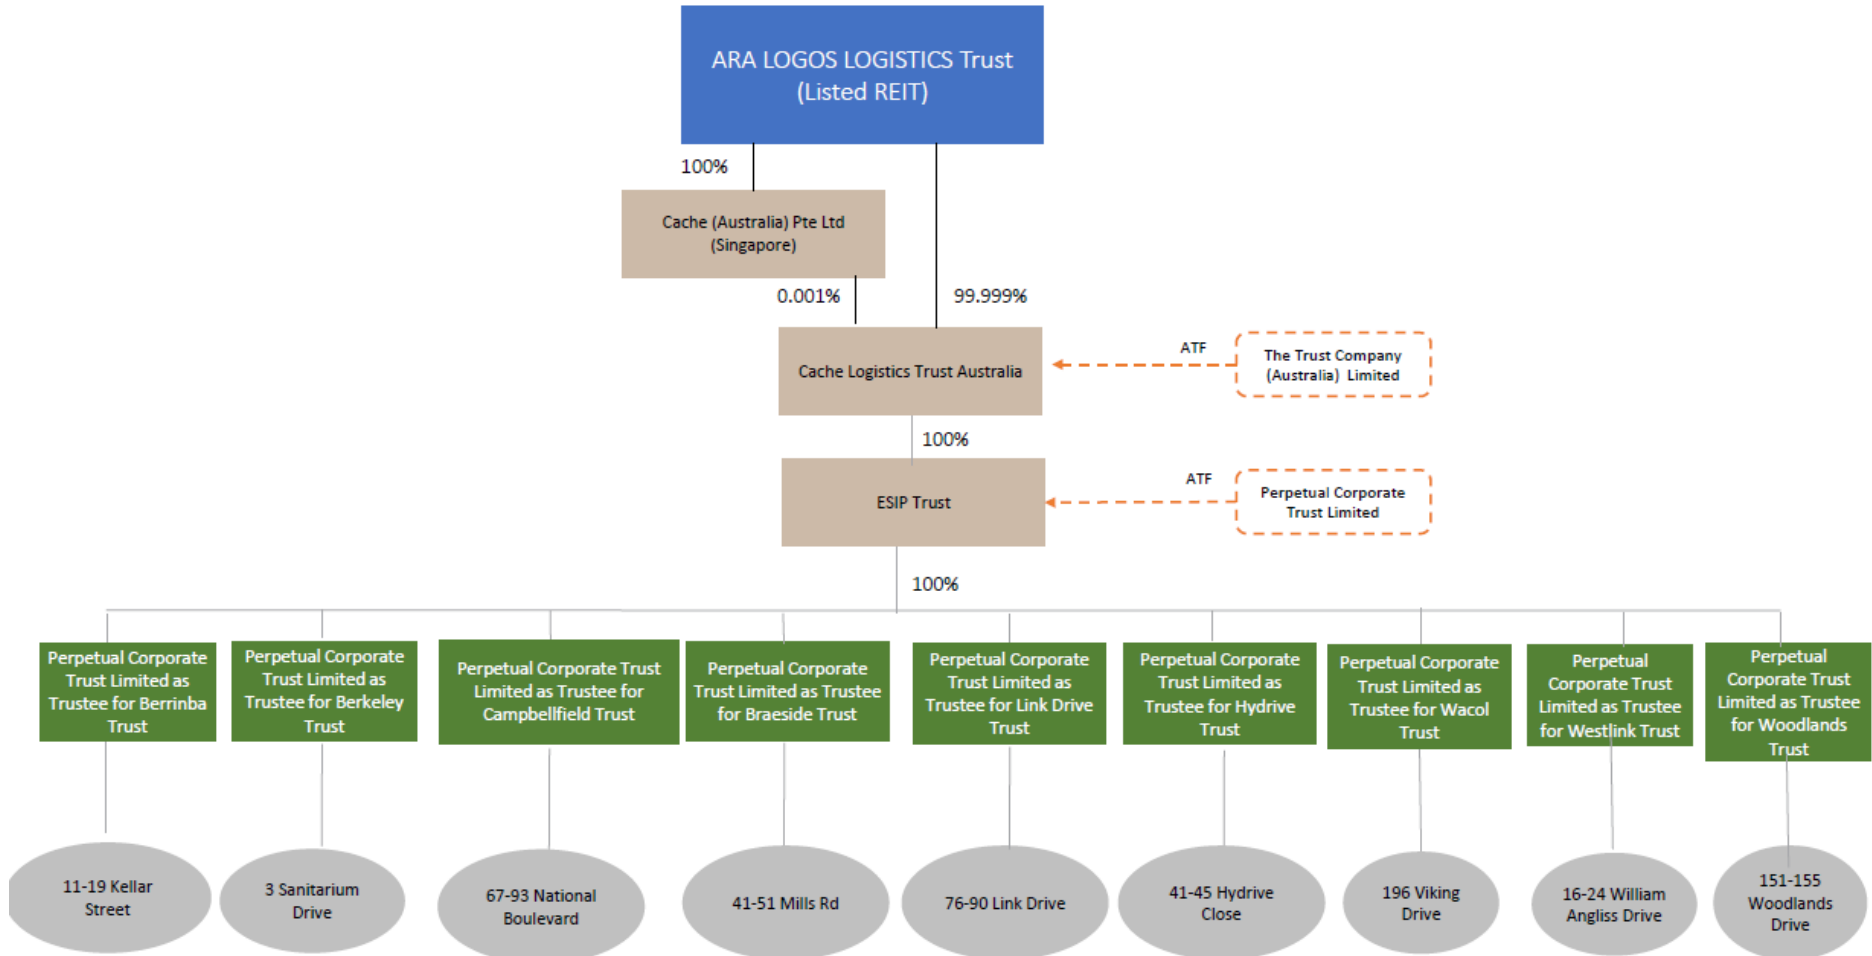 ARA LOGOS LOGISTICS Trust
(Listed REIT)
100%
Cache (Australia) Pte Ltd
(Singapore)
0.001%
99.999%
Cache Logistics Trust Australia
ATF
The Trust Company
(Australia) Limited
100%
ESIP Trust
ATF
Perpetual Corporate
Trust Limited
100%
Perpetual Corporate
Trust Limited as
Trustee for Berrinba
Trust
Perpetual Corporate
Trust Limited as
Trustee for Berkeley
Trust
Perpetual Corporate Trust
Limited as Trustee for
Campbellfield Trust
Perpetual Corporate
Trust Limited as Trustee
for Braeside Trust
Perpetual Corporate
Trust Limited as
Trustee for Link Drive
Trust
Perpetual Corporate
Trust Limited as
Trustee for Hydrive
Trust
Perpetual Corporate
Trust Limited as
Trustee for Wacol
Trust
Perpetual
Corporate Trust
Limited as Trustee
for Westlink Trust
Perpetual
Corporate Trust
Limited as Trustee
for Woodlands
Trust
11-19 Kellar
Street
3 Sanitarium
Drive
67-93 National
Boulevard
41-51 Mills Rd
76-90 Link Drive
41-45 Hydrive
Close
196 Viking
Drive
16-24 William
Angliss Drive
151-155
Woodlands
Drive